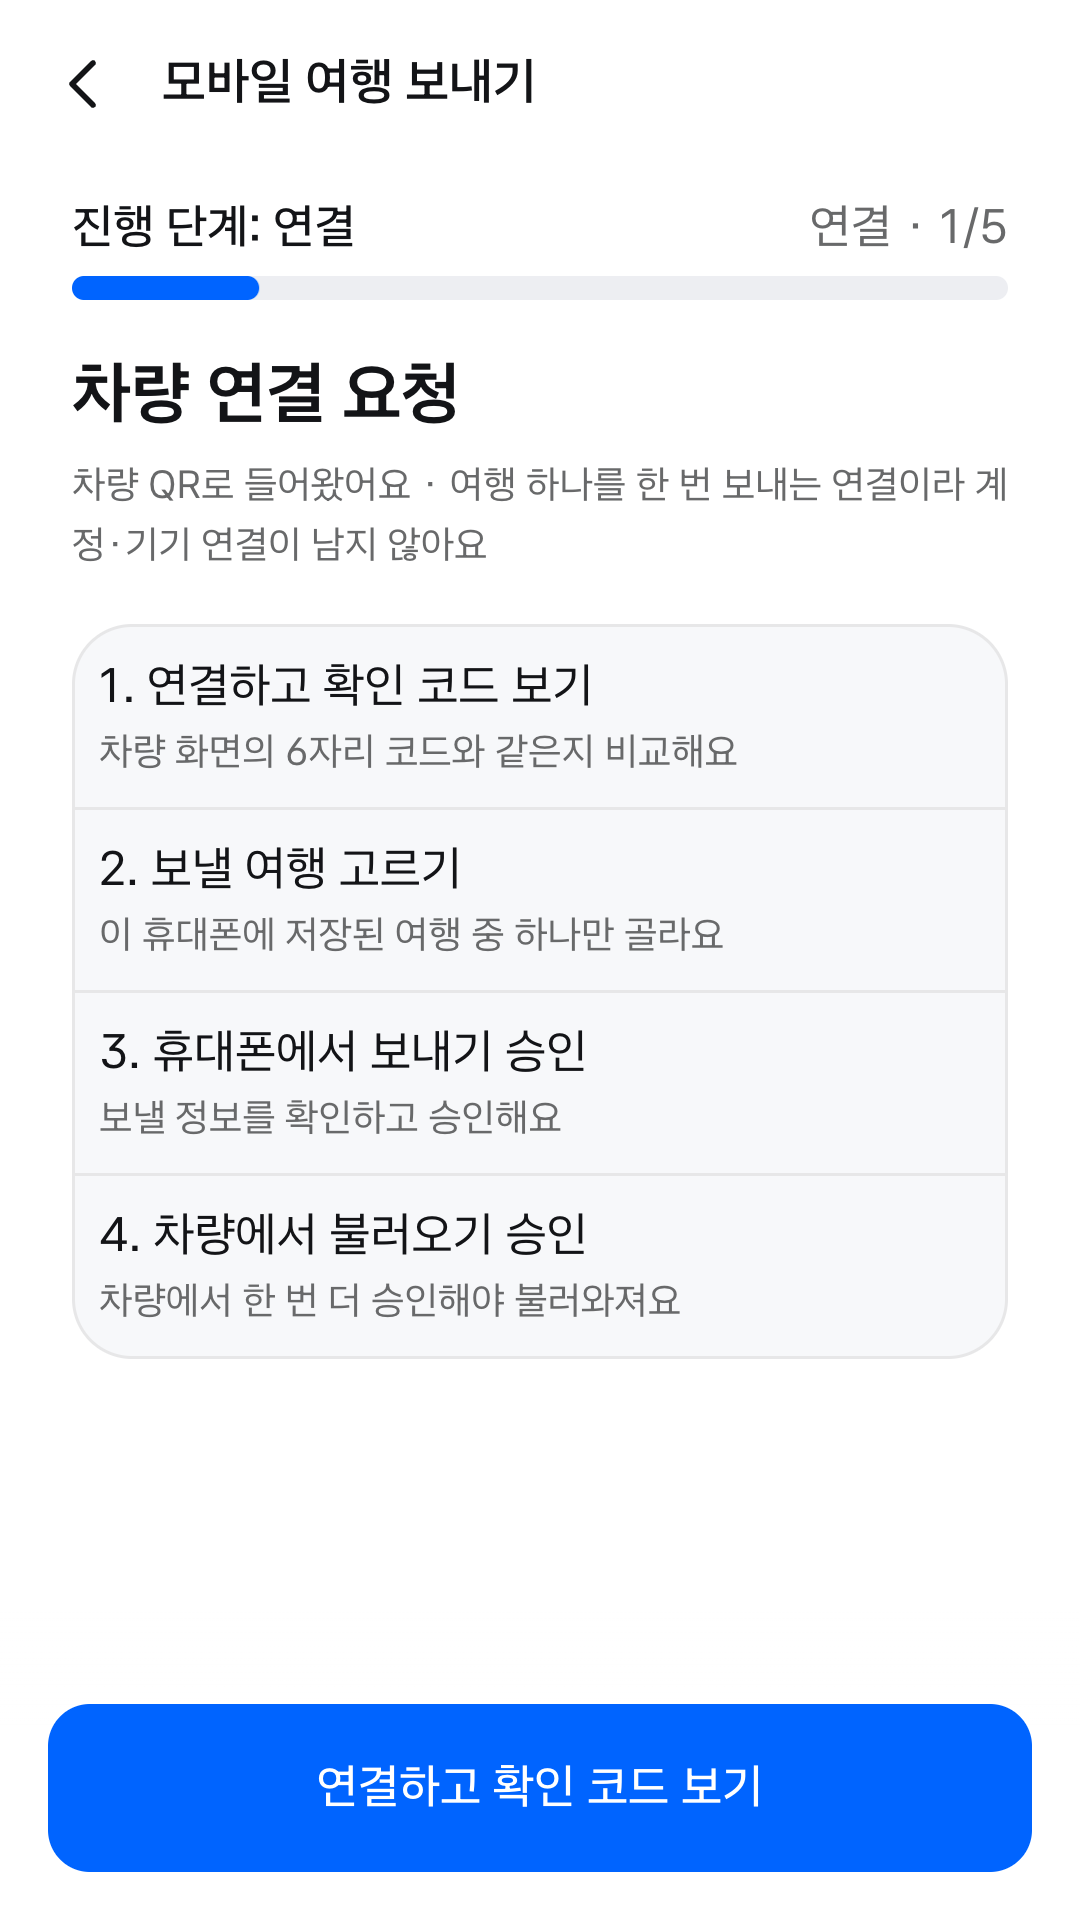 모바일 여행 보내기
진행 단계: 연결
연결 · 1/5
차량 연결 요청
차량 QR로 들어왔어요 · 여행 하나를 한 번 보내는 연결이라 계
정·기기 연결이 남지 않아요
1. 연결하고 확인 코드 보기
차량 화면의 6자리 코드와 같은지 비교해요
2. 보낼 여행 고르기
이 휴대폰에 저장된 여행 중 하나만 골라요
3. 휴대폰에서 보내기 승인
보낼 정보를 확인하고 승인해요
4. 차량에서 불러오기 승인
차량에서 한 번 더 승인해야 불러와져요
연결하고 확인 코드 보기